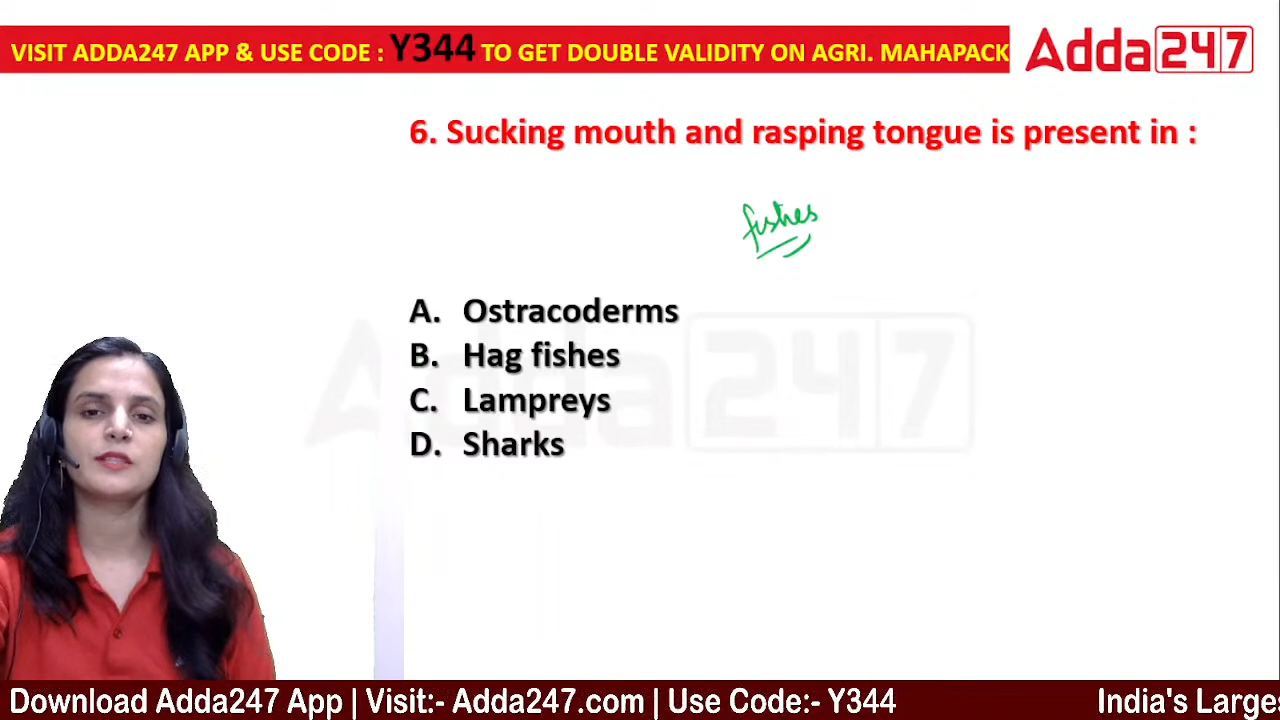 VISIT ADDA247 APP & USE CODE : Y344 TO GET DOUBLE VALIDITY ON AGRI. MAHAPACK
Adda247
6. Sucking mouth and rasping tongue is present in :
fishes
A. Ostracoderms
B. Hag fishes
C. Lampreys
D. Sharks
Adda247
Download Adda247 App | Visit:- Adda247.com | Use Code:- Y344
India's Large